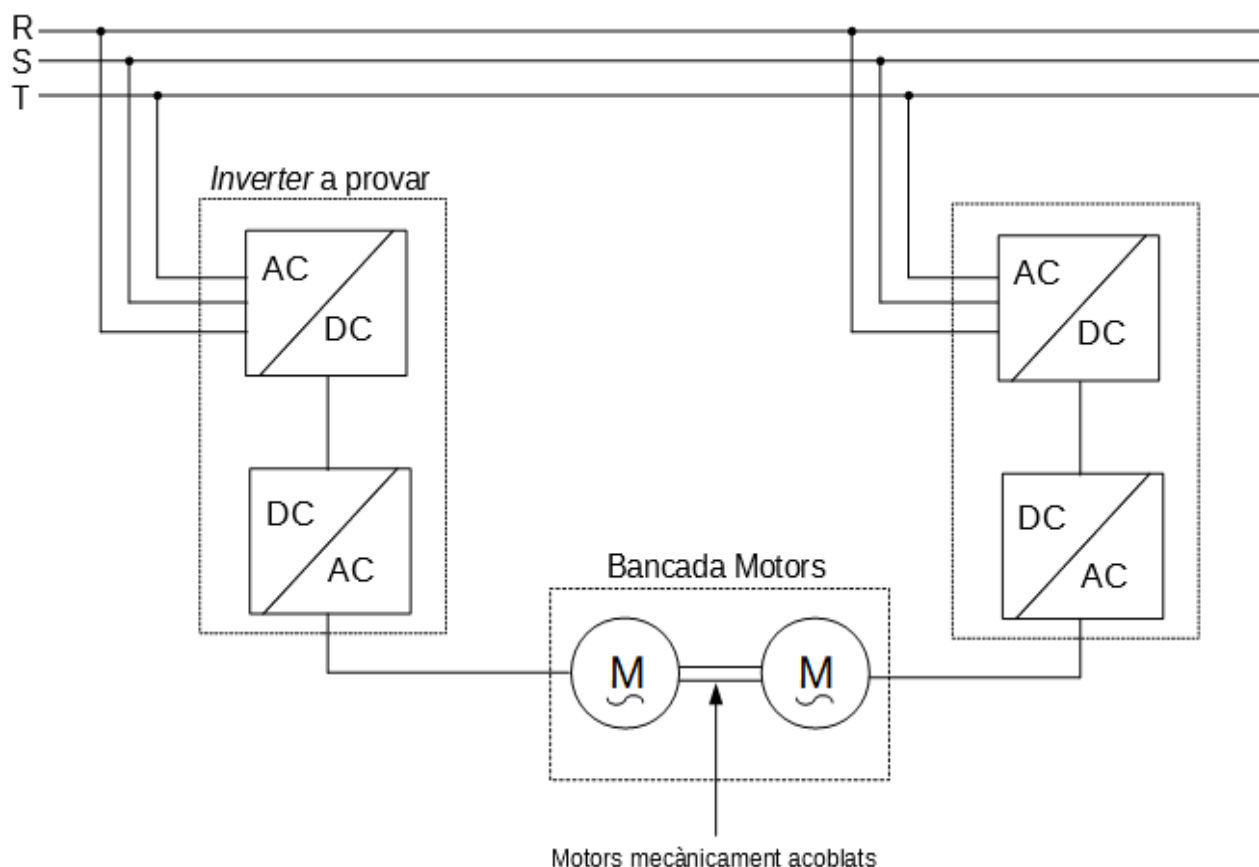 R
S
T
Inverter a provar
AC
DC
AC
DC
DC
AC
DC
AC
Bancada Motors
M
M
Motors mecànicament acoblats